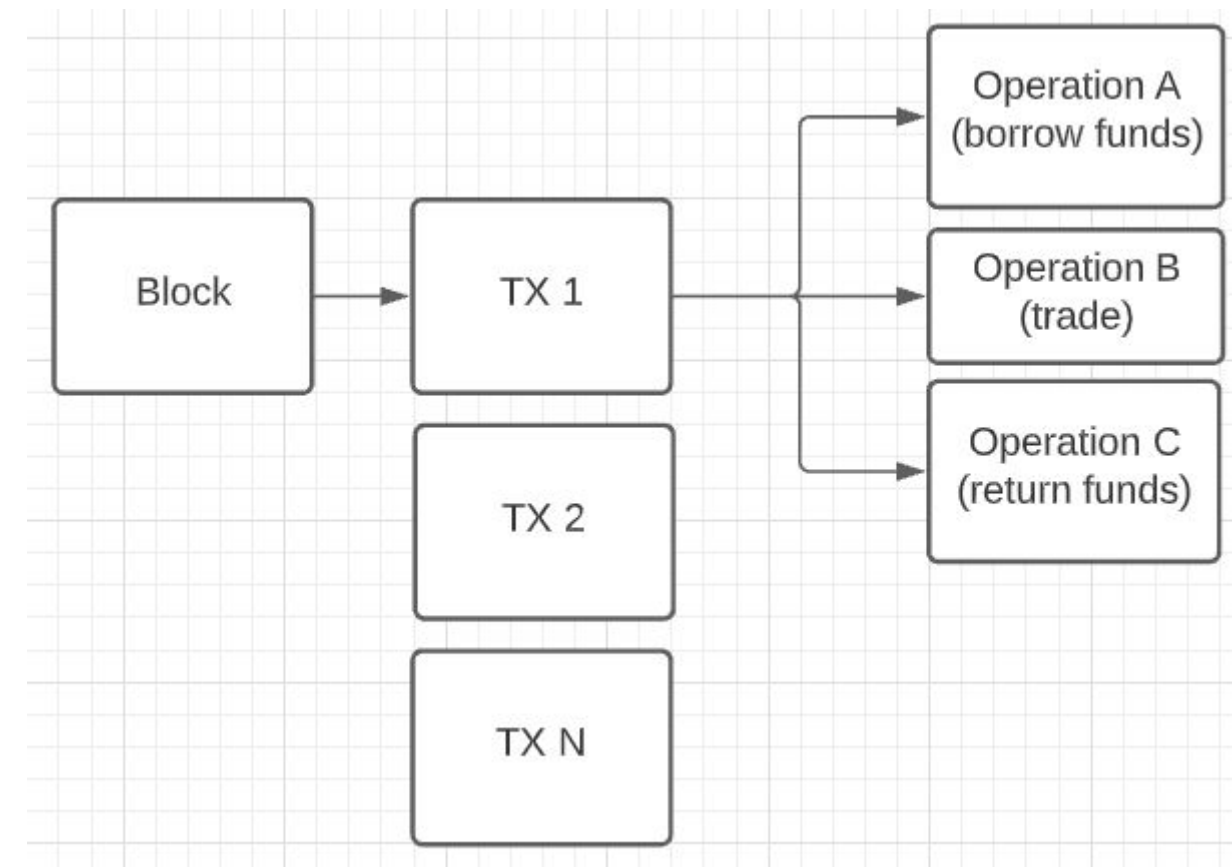 Block
TX 1
TX 2
TX N
Operation A
(borrow funds)
Operation B
(trade)
Operation C
(return funds)